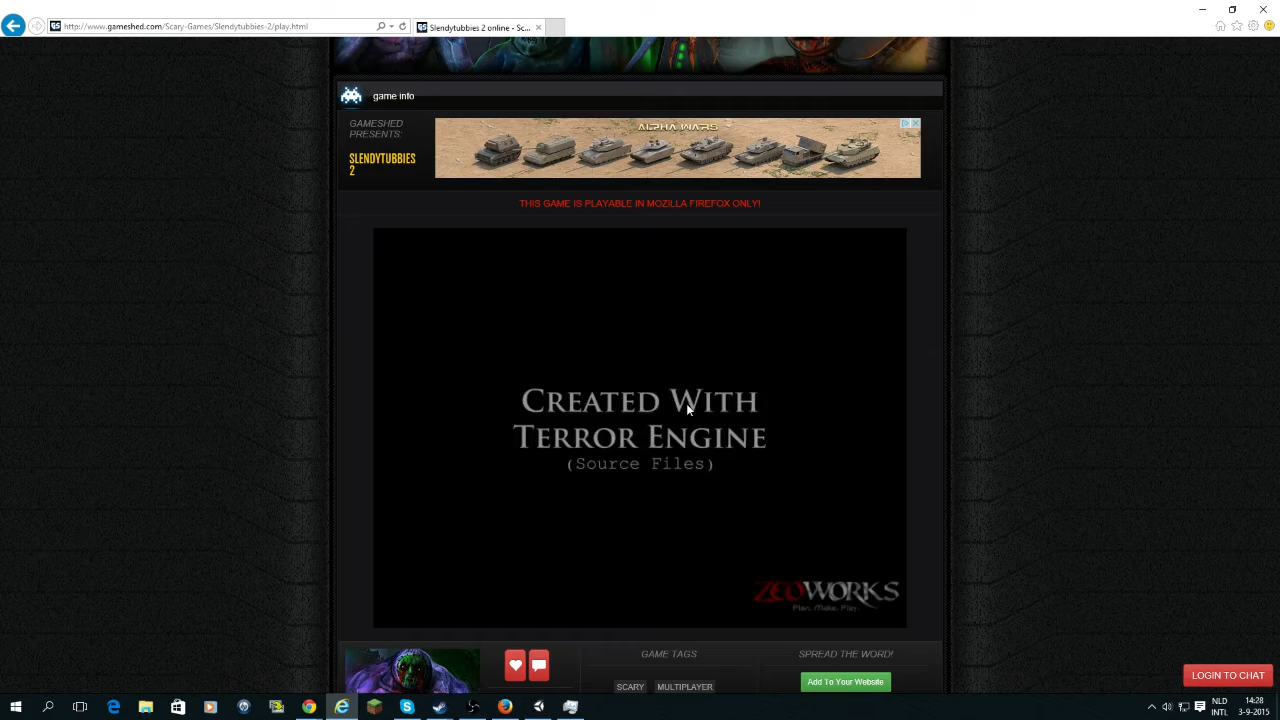 http://www.gameshed.com/Scary-Games/Slendytubbies-2/play.html
Slendytubbies 2 online - Sc...
game info
GAMESHED
PRESENTS:
SLENDYTUBBIES
2
ALPHA WARS
THIS GAME IS PLAYABLE IN MOZILLA FIREFOX ONLY!
CREATED WITH
TERROR ENGINE
(Source Files)
ZEOWORKS
Plan. Make. Play.
GAME TAGS
SPREAD THE WORD!
SCARY
MULTIPLAYER
Add To Your Website
LOGIN TO CHAT
NLD
INTL
14:28
3-9-2015